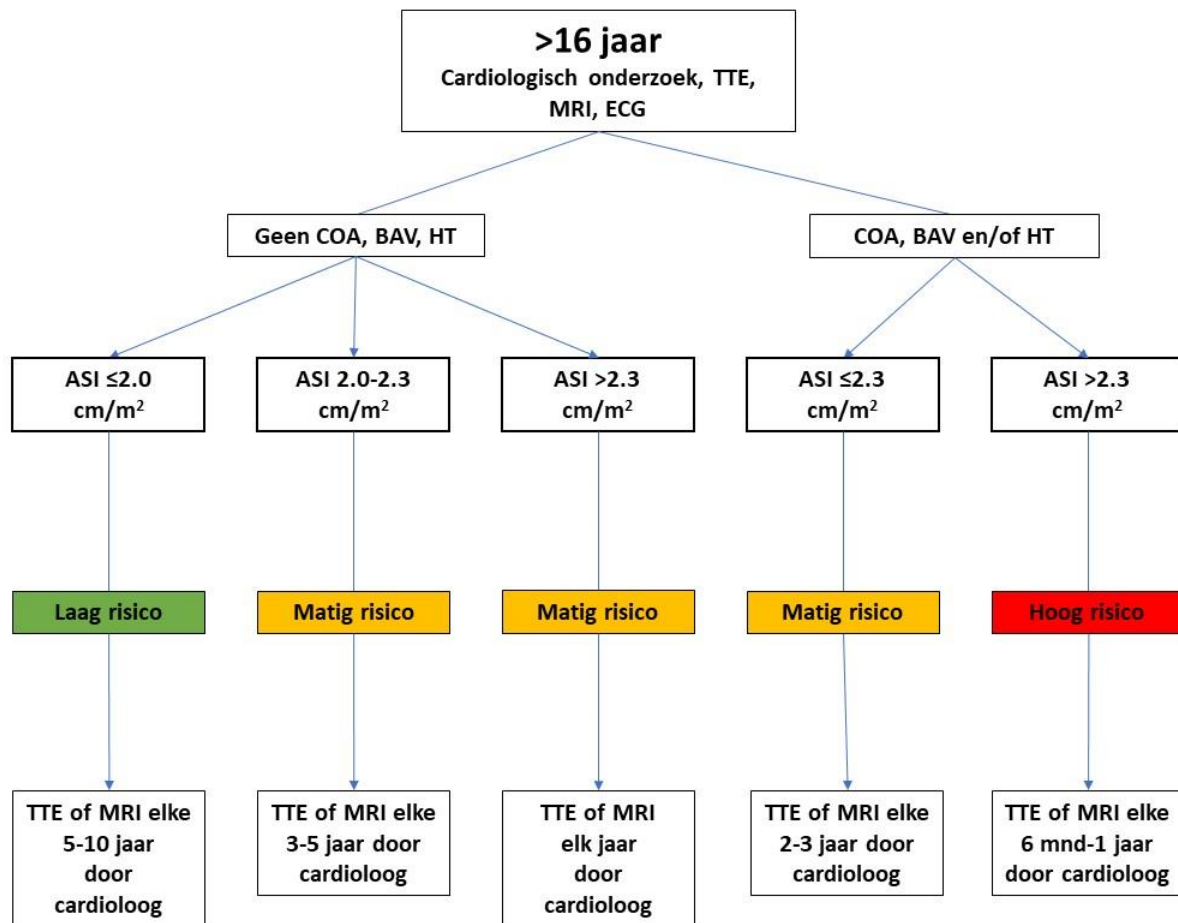 >16 jaar
Cardiologisch onderzoek, TTE,
MRI, ECG
Geen COA, BAV, HT
COA, BAV en/of HT
ASI ≤2.0
cm/m²
ASI 2.0-2.3
cm/m²
ASI >2.3
cm/m²
ASI ≤2.3
cm/m²
ASI >2.3
cm/m²
Laag risico
Matig risico
Matig risico
Matig risico
Hoog risico
TTE of MRI elke
5-10 jaar
door
cardioloog
TTE of MRI elke
3-5 jaar door
cardioloog
TTE of MRI
elk jaar
door
cardioloog
TTE of MRI elke
2-3 jaar door
cardioloog
TTE of MRI elke
6 mnd-1 jaar
door cardioloog